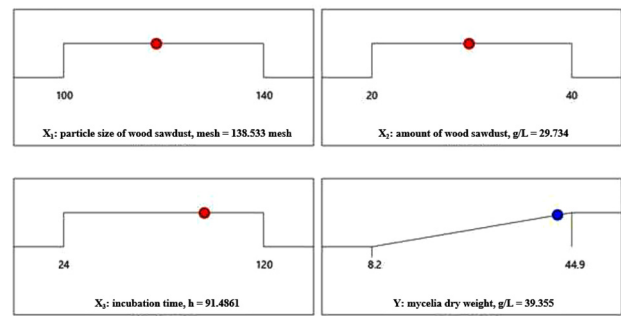 100 140
X₁: particle size of wood sawdust, mesh = 138.533 mesh
20 40
X₂: amount of wood sawdust, g/L = 29.734
24 120
X₃: incubation time, h = 91.4861
8.2 44.9
Y: mycelia dry weight, g/L = 39.355